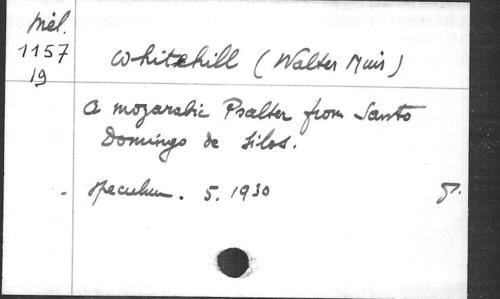 Mél.
1157
19
Whitehill (Walter Muir)
A mozarabic Psalter from Santo
Domingo de Silos.
Speculum. 5. 1930